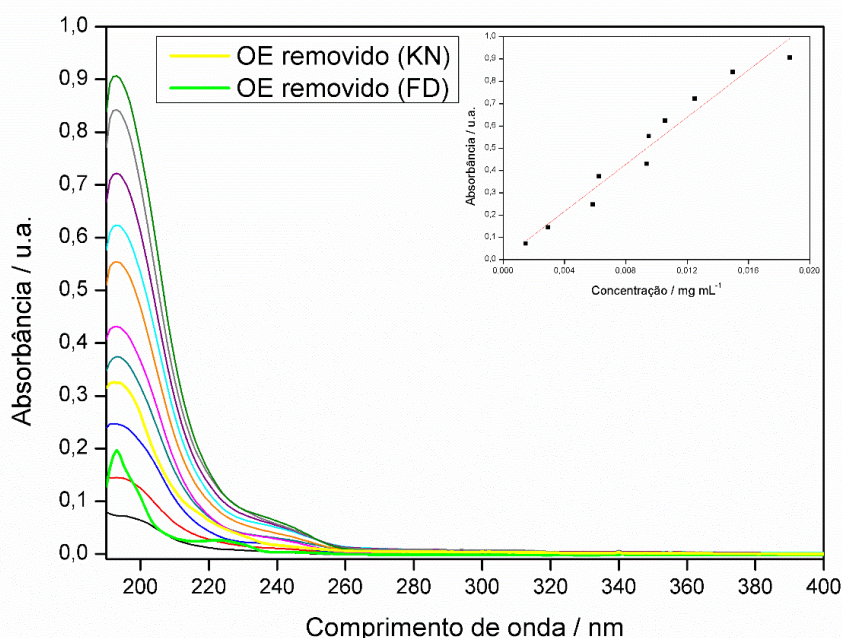 OE removido (KN)
OE removido (FD)
1,0
0,9
0,8
0,7
0,6
0,5
0,4
0,3
0,2
0,1
0,0
Absorbância / u.a.
200 220 240 260 280 300 320 340 360 380 400
Comprimento de onda / nm
1,0
0,9
0,8
0,7
0,6
0,5
0,4
0,3
0,2
0,1
0,0
Absorbância / u.a.
0.000 0.004 0.008 0.012 0.016 0.020
Concentração / mg mL⁻¹